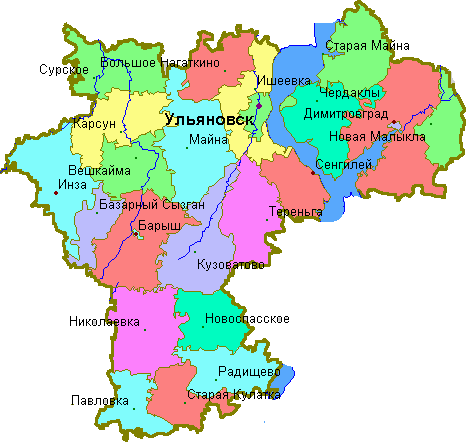 Старая Майна
Сурское
Большое Нагаткино
Ишеевка
Чердаклы
Ульяновск
Димитровград
Карсун
Майна
Новая Малыкла
Вешкайма
Сенгилей
Инза
Базарный Сызган
Тереньга
Барыш
Кузоватово
Николаевка
Новоспасское
Радищево
Павловка
Старая Кулатка